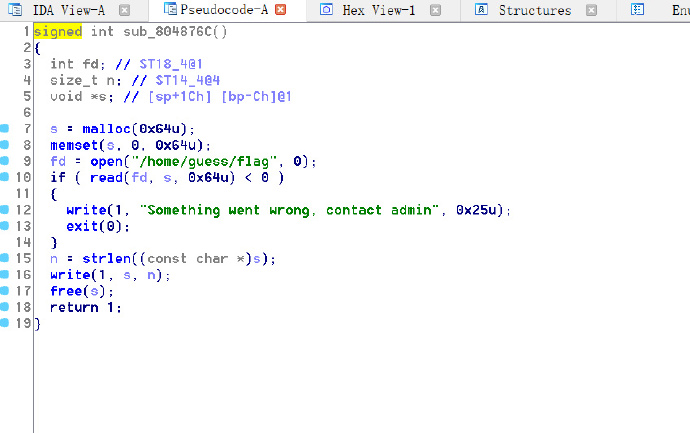 IDA View-A Pseudocode-A Hex View-1 Structures Enu
1 signed int sub_804876C()
2 {
3 int fd; // ST18_4@1
4 size_t n; // ST14_4@4
5 void *s; // [sp+1Ch] [bp-Ch]@1
6
7 s = malloc(0x64u);
8 memset(s, 0, 0x64u);
9 fd = open("/home/guess/flag", 0);
10 if ( read(fd, s, 0x64u) < 0 )
11 {
12 write(1, "Something went wrong, contact admin", 0x25u);
13 exit(0);
14 }
15 n = strlen((const char *)s);
16 write(1, s, n);
17 free(s);
18 return 1;
19 }